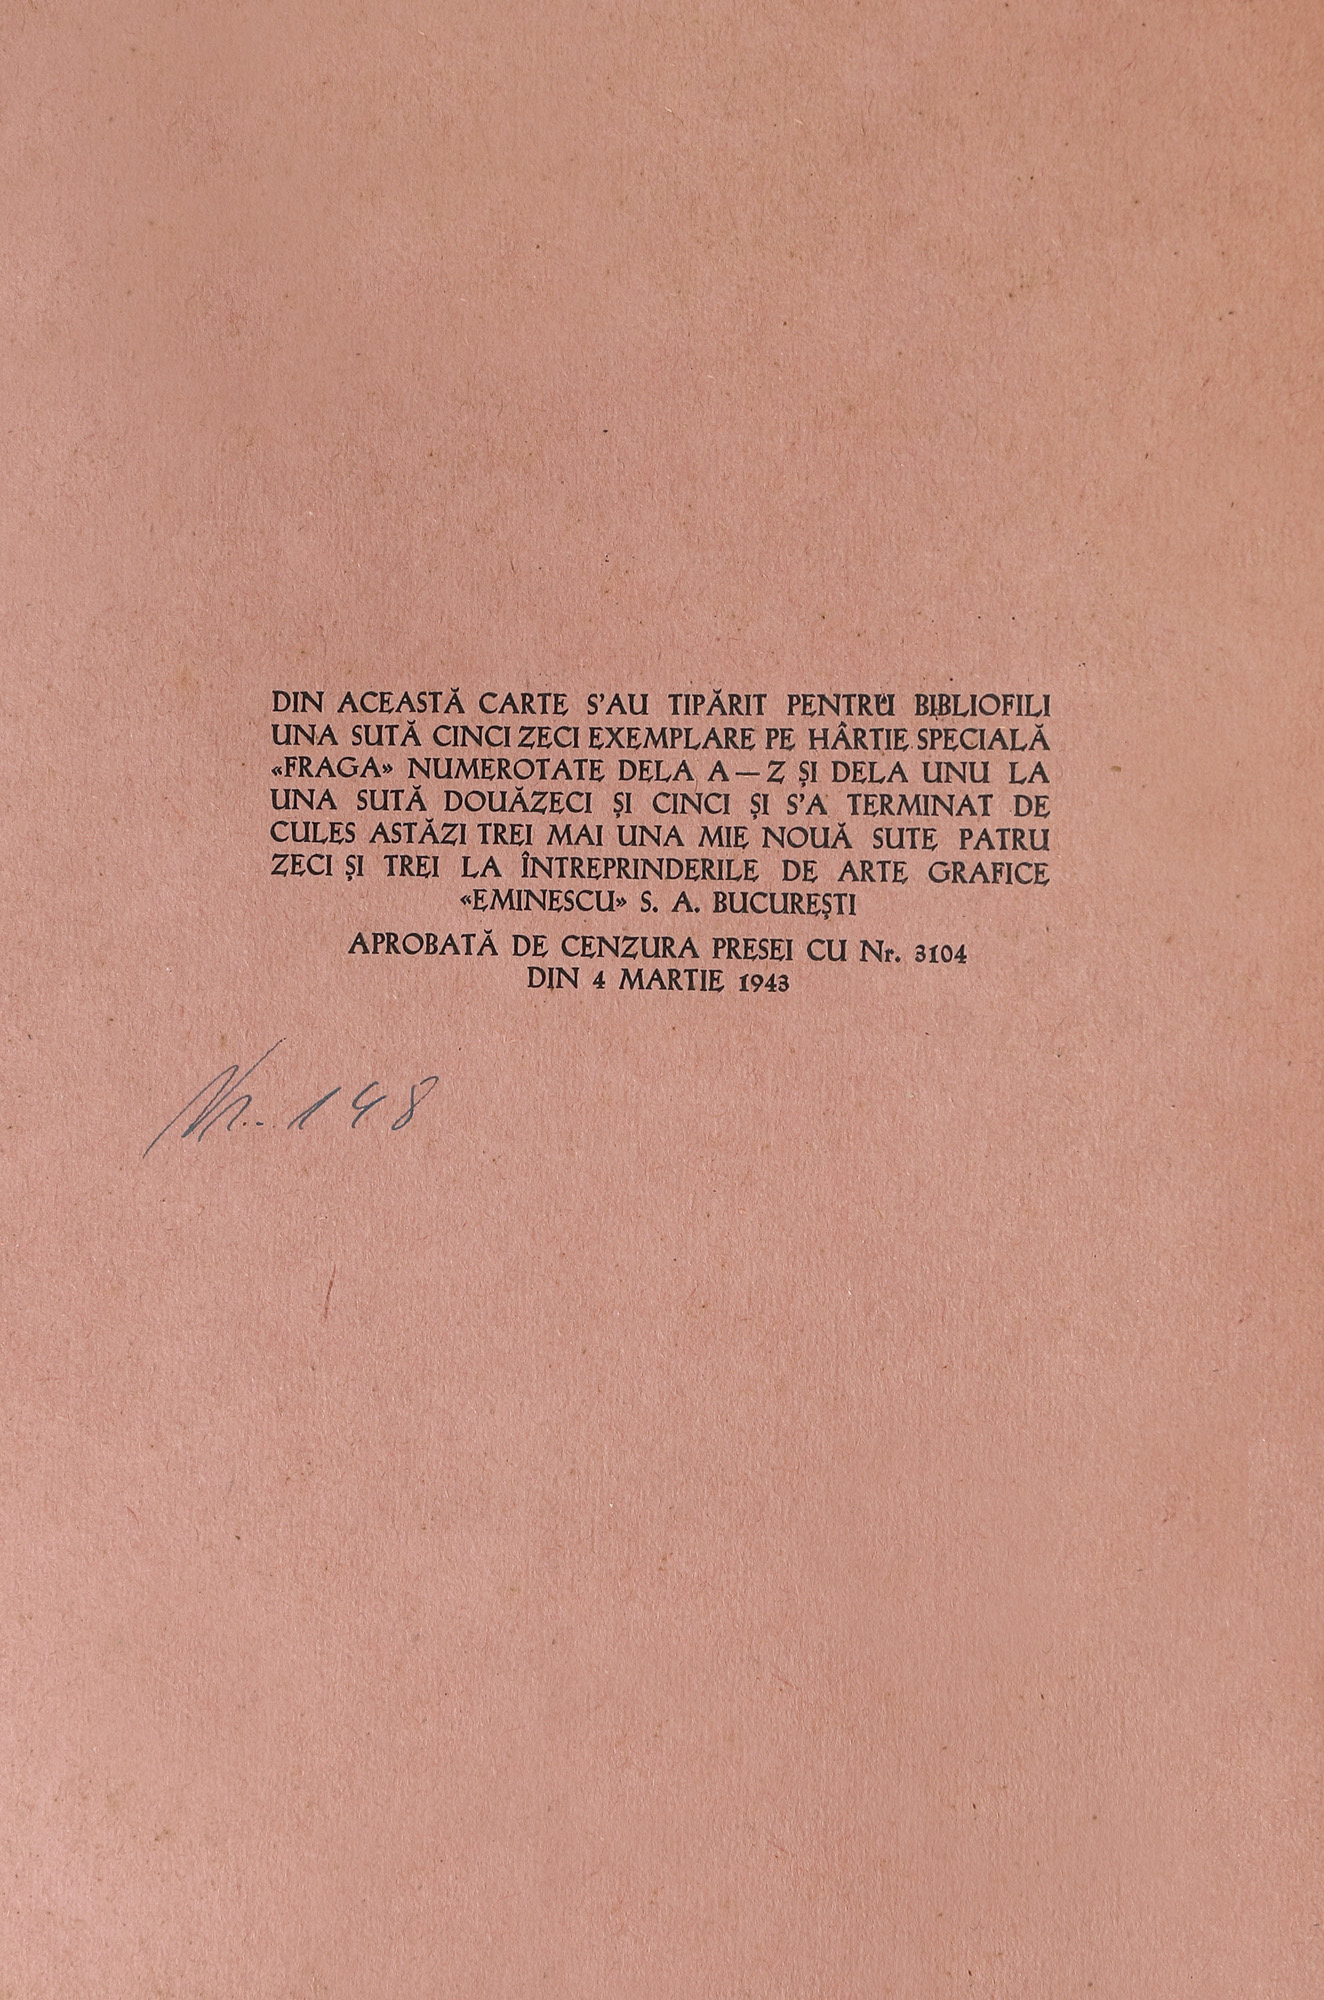 DIN ACEASTĂ CARTE S'AU TIPĂRIT PENTRU BIBLIOFILI
UNA SUTĂ CINCI ZECI EXEMPLARE PE HÂRTIE SPECIALĂ
«FRAGA» NUMEROTATE DELA A—Z ȘI DELA UNU LA
UNA SUTĂ DOUĂZECI ȘI CINCI ȘI S'A TERMINAT DE
CULES ASTĂZI TREI MAI UNA MIE NOUĂ SUTE PATRU
ZECI ȘI TREI LA ÎNTREPRINDERILE DE ARTE GRAFICE
«EMINESCU» S. A. BUCUREȘTI
APROBATĂ DE CENZURA PRESEI CU Nr. 3104
DIN 4 MARTIE 1943
Nr. 148